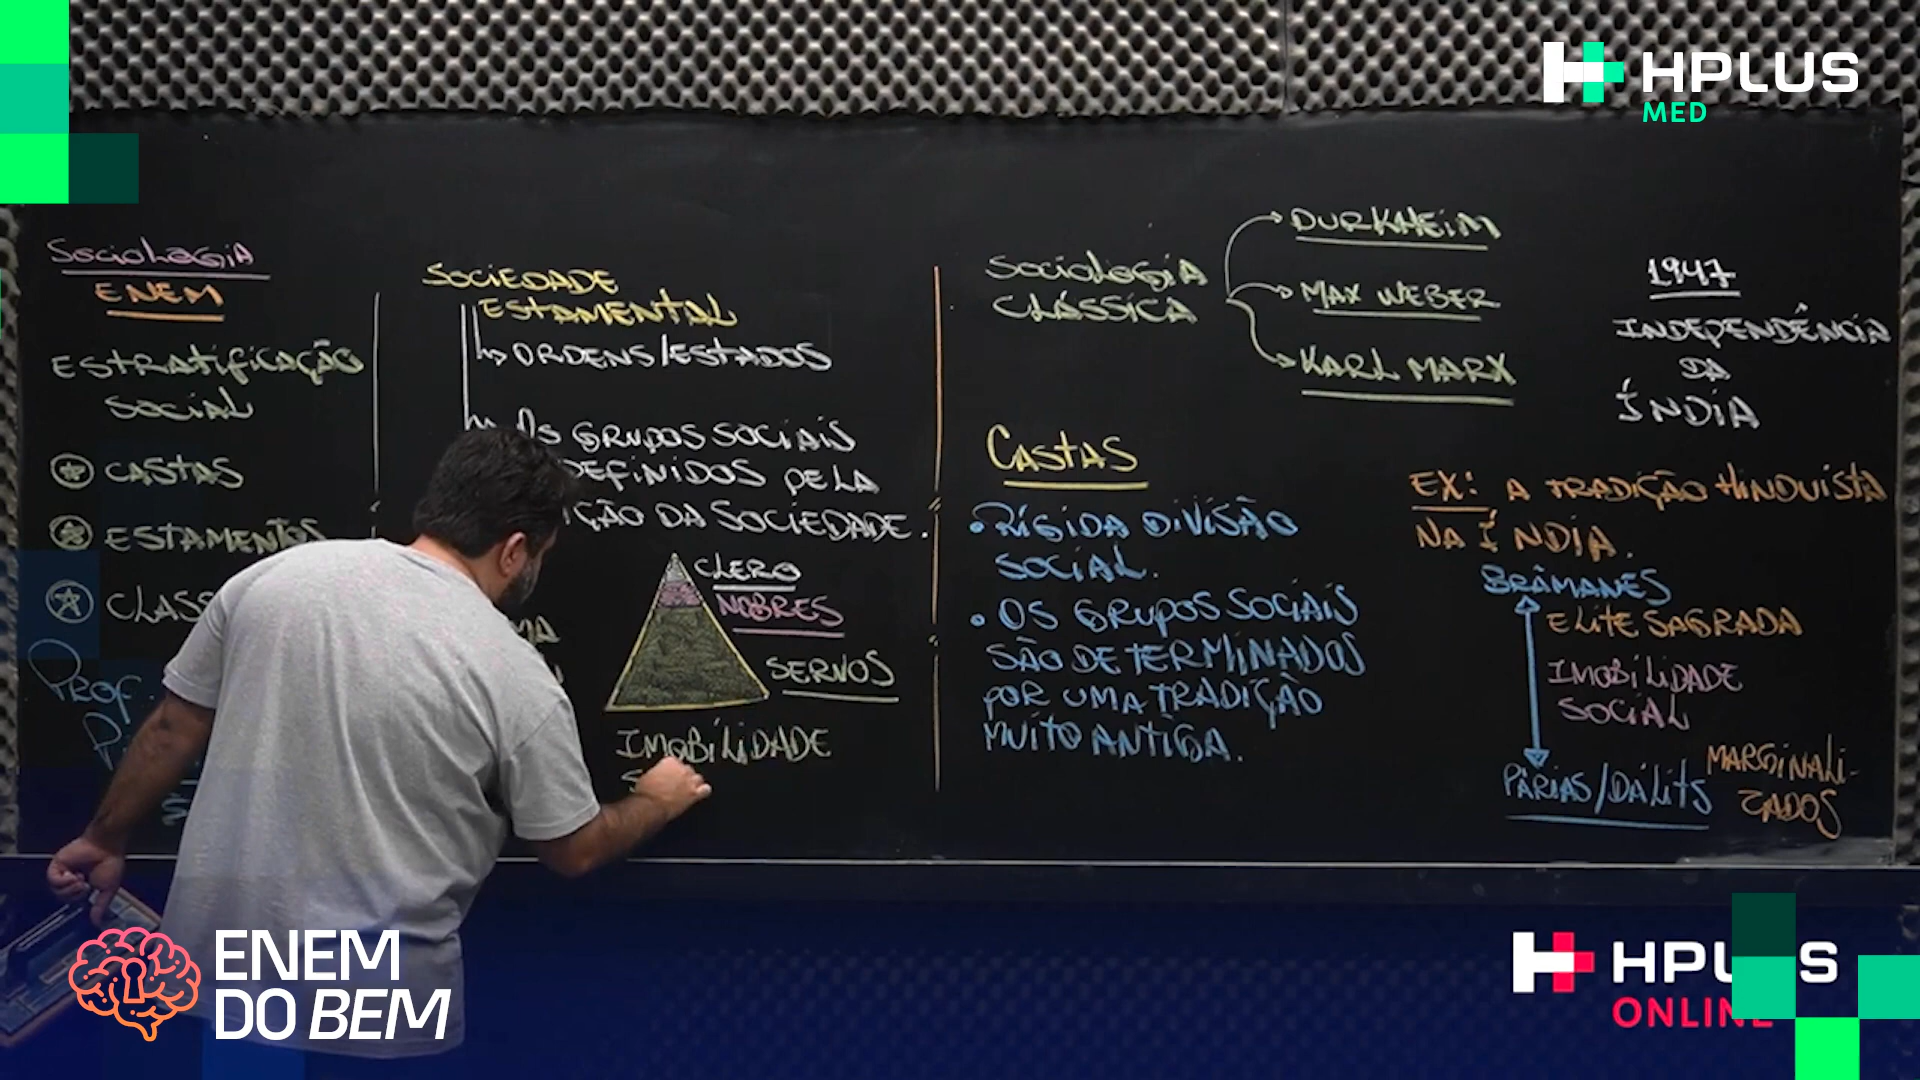 HPLUS
MED
SOCIOLOGIA
ENEM
ESTRATIFICAÇÃO
SOCIAL
CASTAS
ESTAMENTOS
CLASS
PROF.
SOCIEDADE
ESTAMENTAL
ORDENS/ESTADOS
OS GRUPOS SOCIAIS
DEFINIDOS PELA
ÇÃO DA SOCIEDADE.
CLERO
NOBRES
SERVOS
IMOBILIDADE
S
SOCIOLOGIA
CLÁSSICA
DURKHEIM
MAX WEBER
KARL MARX
CASTAS
• RÍGIDA DIVISÃO
SOCIAL.
• OS GRUPOS SOCIAIS
SÃO DETERMINADOS
POR UMA TRADIÇÃO
MUITO ANTIGA.
1947
INDEPENDÊNCIA
DA
ÍNDIA
EX: A TRADIÇÃO HINDUÍSTA
NA ÍNDIA.
BRÂMANES
ELITE SAGRADA
IMOBILIDADE
SOCIAL
PÁRIAS/DALITS
MARGINALI-
ZADOS
ENEM
DO BEM
HPLUS
ONLINE